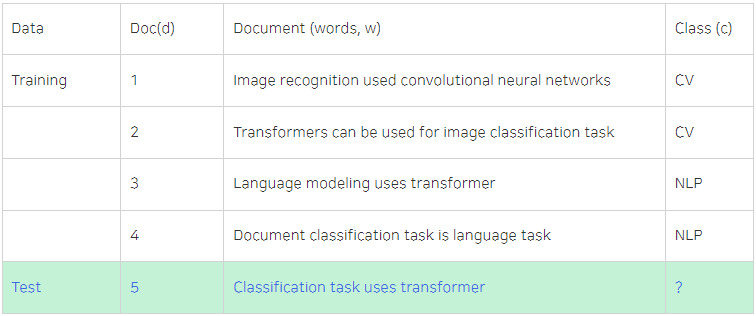 Data Doc(d) Document (words, w) Class (c)
Training 1 Image recognition used convolutional neural networks CV
2 Transformers can be used for image classification task CV
3 Language modeling uses transformer NLP
4 Document classification task is language task NLP
Test 5 Classification task uses transformer ?